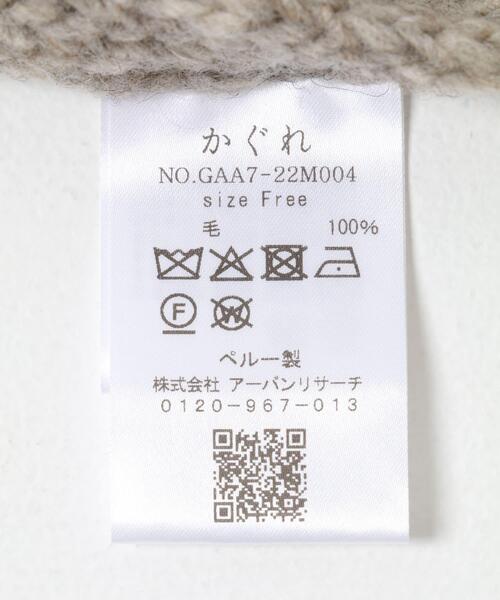 かぐれ
NO.GAA7-22M004
size Free
毛 100%
F W
ペルー製
株式会社 アーバンリサーチ
0120-967-013